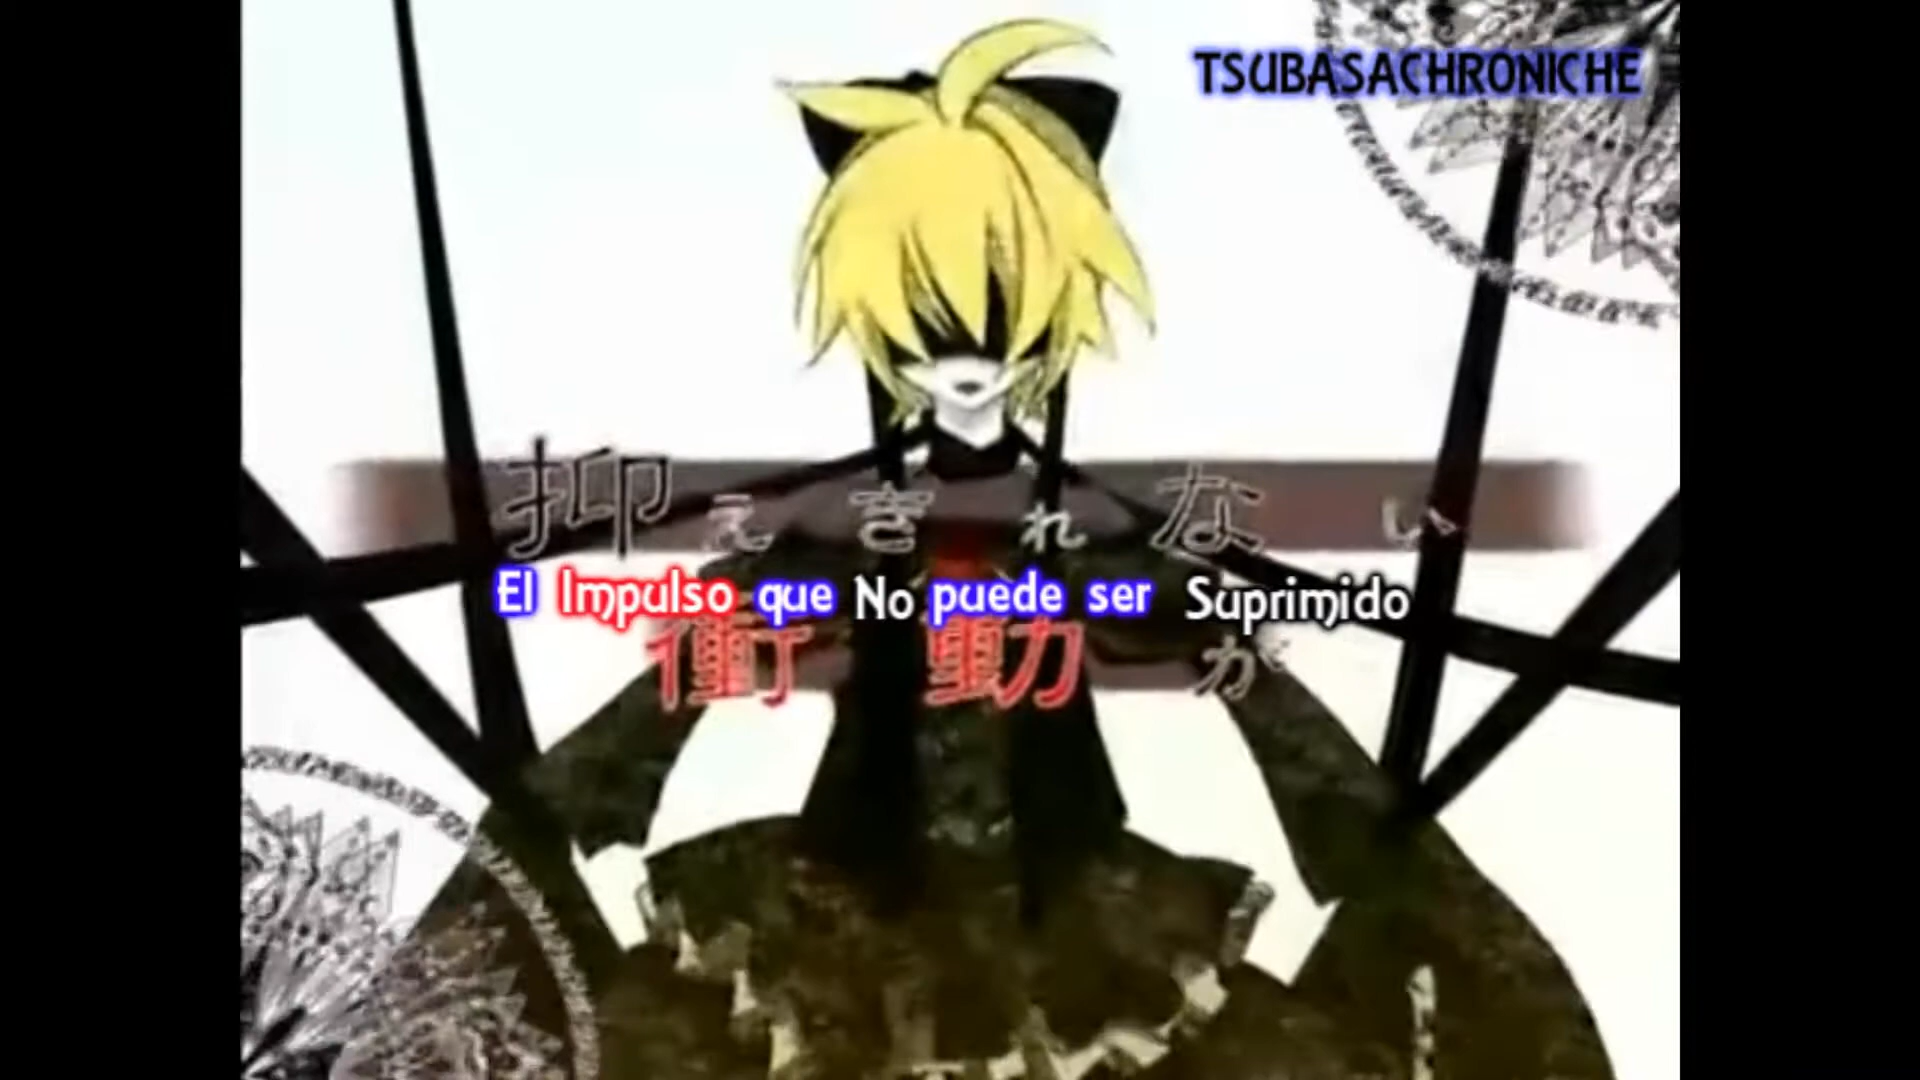 TSUBASACHRONICHE
抑えきれない
El Impulso que No puede ser Suprimido
衝動が